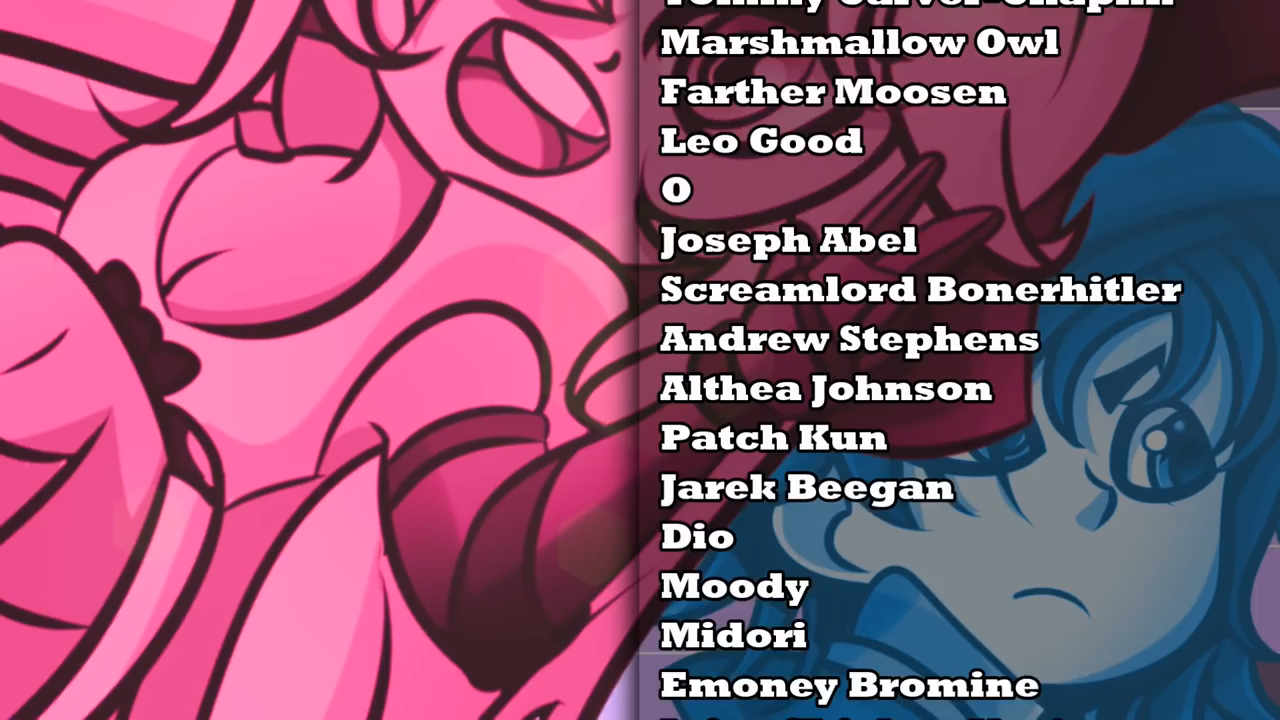 Marshmallow Owl
Farther Moosen
Leo Good
O
Joseph Abel
Screamlord Bonerhitler
Andrew Stephens
Althea Johnson
Patch Kun
Jarek Beegan
Dio
Moody
Midori
Emoney Bromine